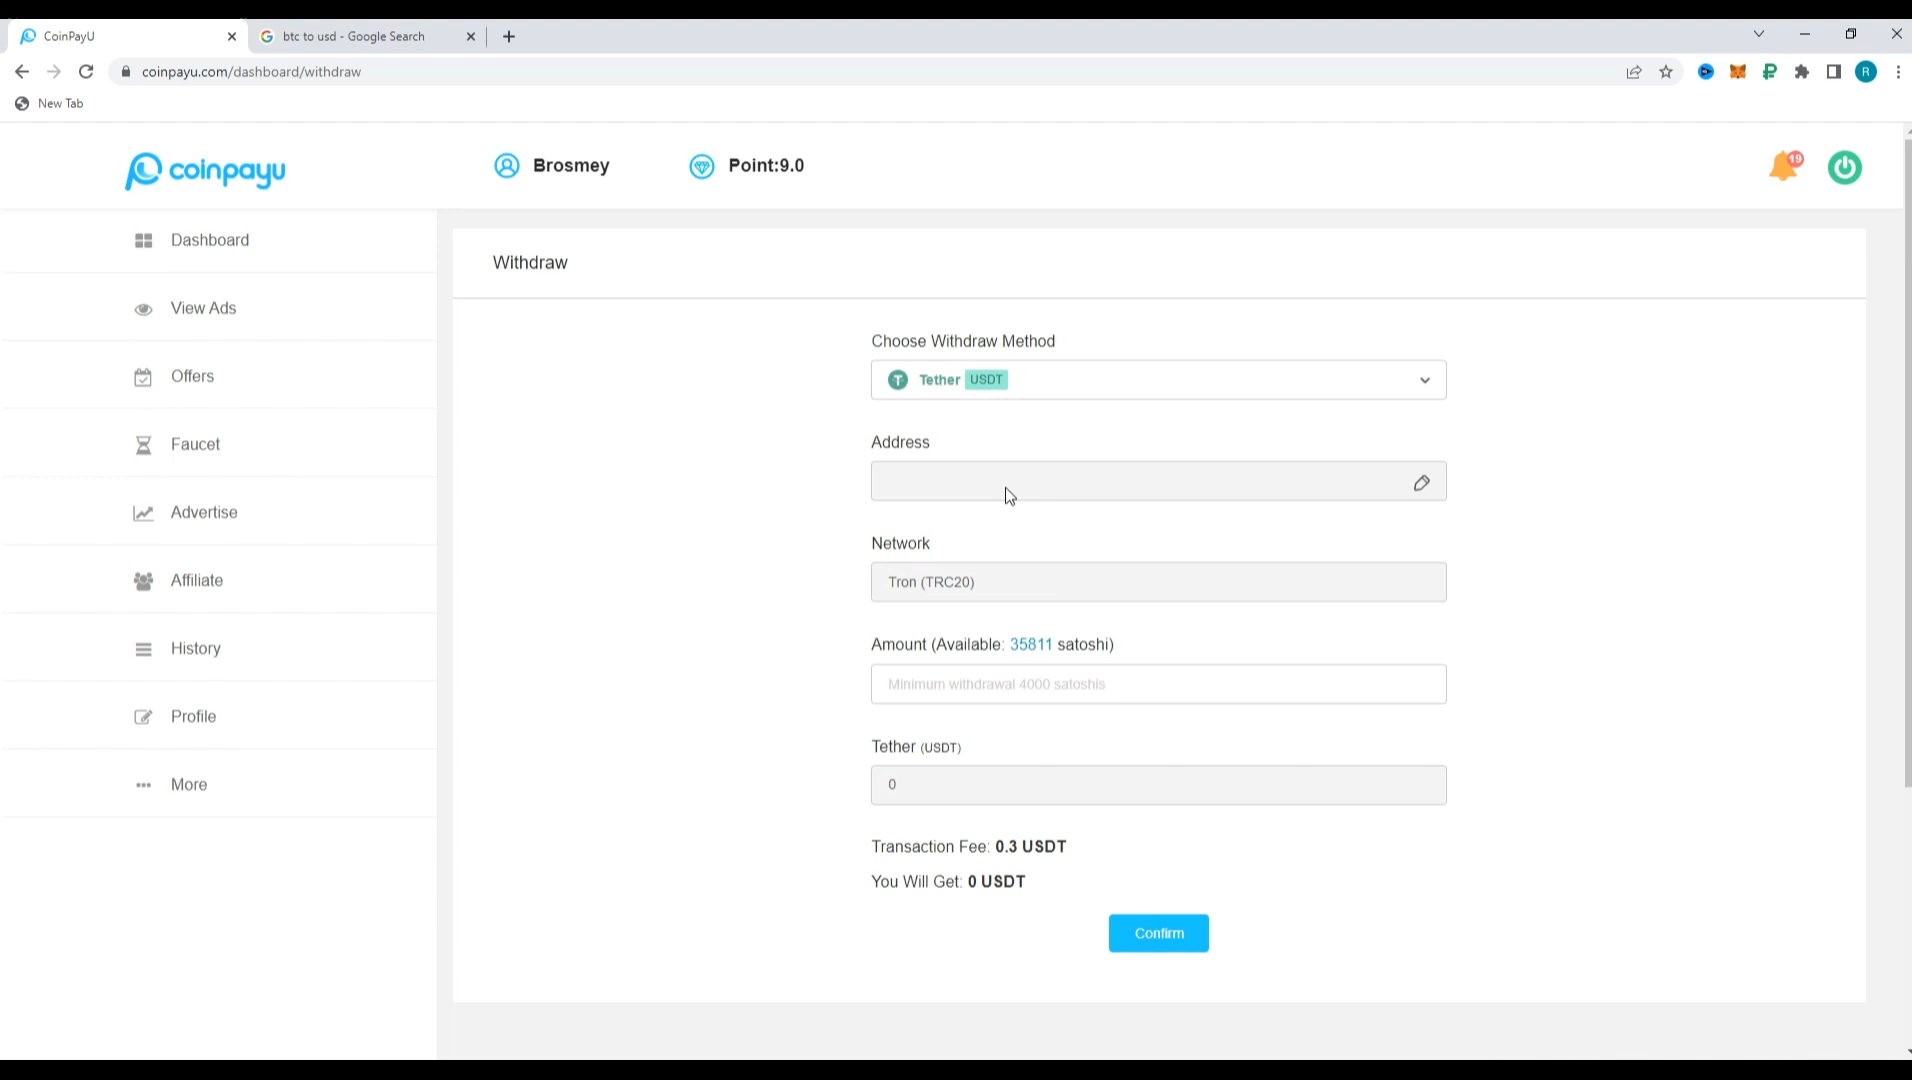 CoinPayU
btc to usd - Google Search
coinpayu.com/dashboard/withdraw
R
New Tab
coinpayu
Brosmey
Point:9.0
19
Dashboard
View Ads
Offers
Faucet
Advertise
Affiliate
History
Profile
More
Withdraw
Choose Withdraw Method
T Tether USDT
Address
Network
Tron (TRC20)
Amount (Available: 35811 satoshi)
Minimum withdrawal 4000 satoshis
Tether (USDT)
0
Transaction Fee: 0.3 USDT
You Will Get: 0 USDT
Confirm